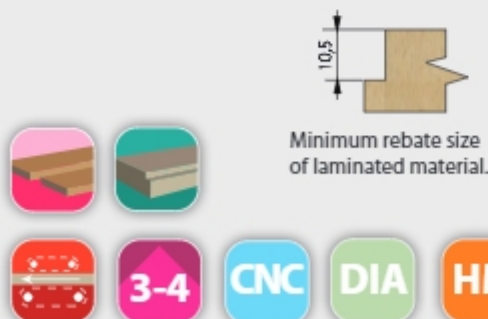 10,5
Minimum rebate size
of laminated material.
3-4 CNC DIA